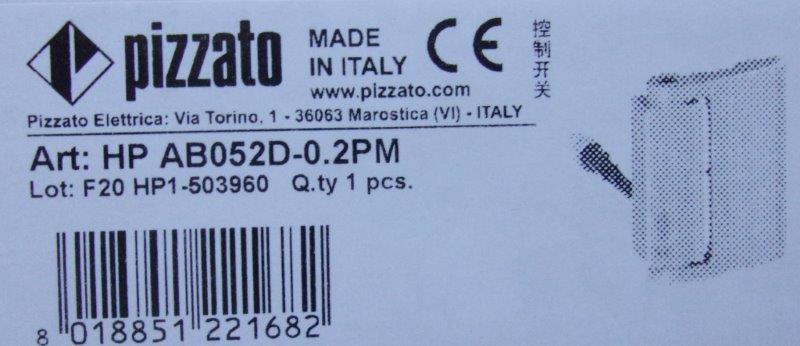 pizzato
MADE
IN ITALY
www.pizzato.com
CE
控制开关
Pizzato Elettrica: Via Torino, 1 - 36063 Marostica (VI) - ITALY
Art: HP AB052D-0.2PM
Lot: F20 HP1-503960 Q.ty 1 pcs.
8 018851 221682